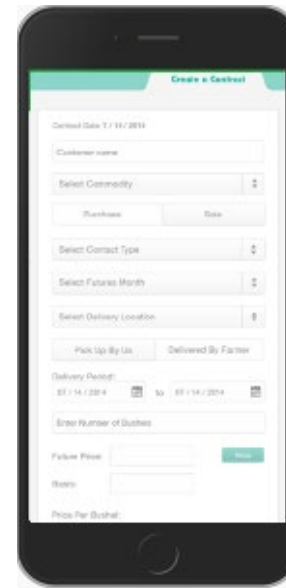 Create a Contract
Contract Date 7 / 14 / 2014
Customer name
Select Commodity
Purchase Sale
Select Contact Type
Select Futures Month
Select Delivery Location
Pick Up By Us Delivered By Farmer
Delivery Period:
07 / 14 / 2014 to 07 / 14 / 2014
Enter Number of Bushels
Future Price:
Basis:
Price Per Bushel: